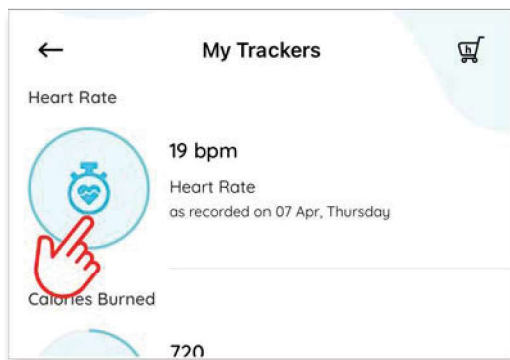 My Trackers
h
Heart Rate
19 bpm
Heart Rate
as recorded on 07 Apr, Thursday
Calories Burned
720